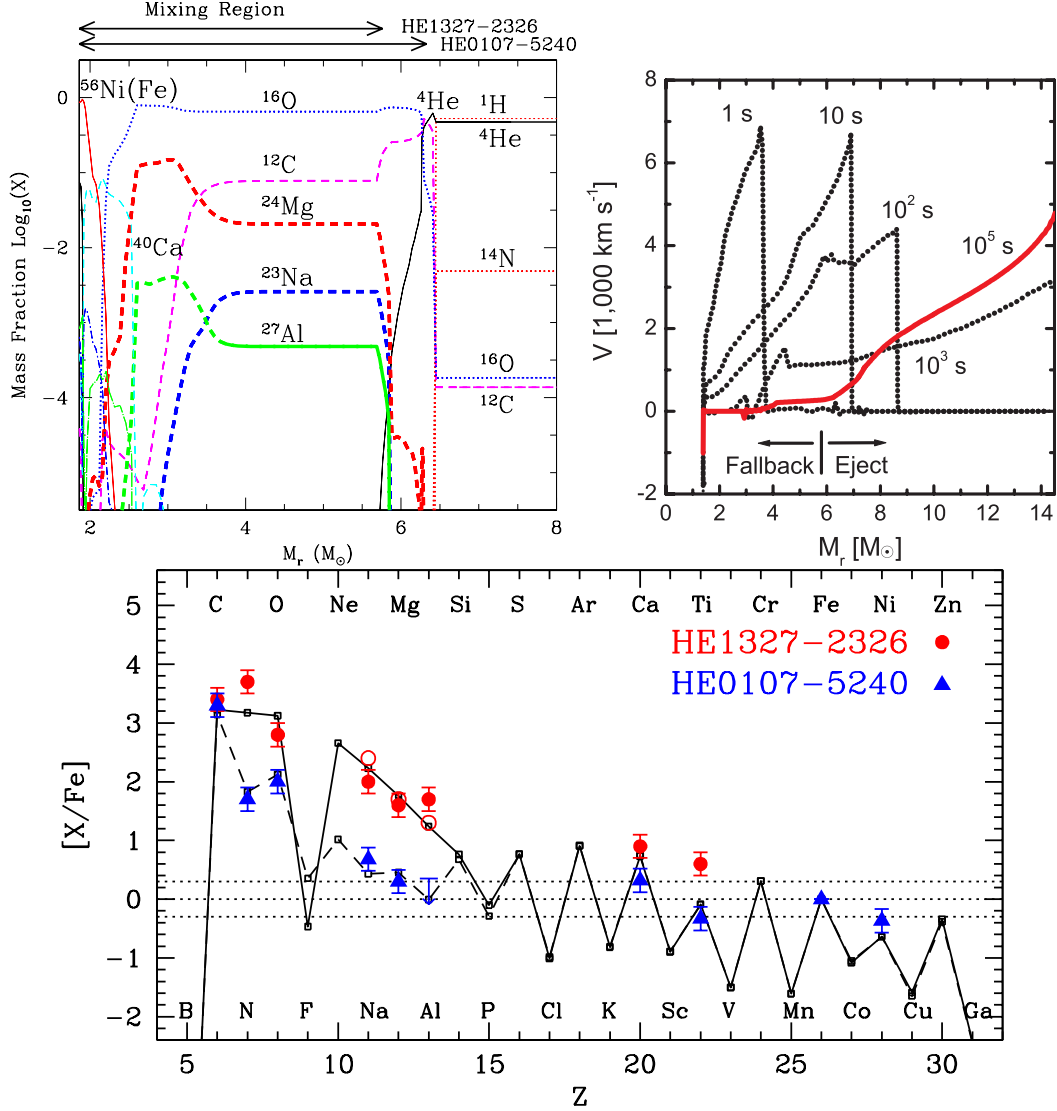 Mixing Region
HE1327-2326
HE0107-5240
⁵⁶Ni(Fe)
¹⁶O
⁴He
¹H
⁴He
¹²C
²⁴Mg
⁴⁰Ca
¹⁴N
²³Na
²⁷Al
¹⁶O
¹²C
0
-2
-4
Mass Fraction Log₁₀(X)
2 4 6 8
Mᵣ (M☉)
8
6
4
2
0
-2
V [1,000 km s⁻¹]
1 s
10 s
10² s
10⁵ s
10³ s
Fallback
Eject
0 2 4 6 8 10 12 14
Mᵣ [M☉]
C O Ne Mg Si S Ar Ca Ti Cr Fe Ni Zn
HE1327-2326
HE0107-5240
5
4
3
2
1
0
-1
-2
[X/Fe]
B N F Na Al P Cl K Sc V Mn Co Cu Ga
5 10 15 20 25 30
Z